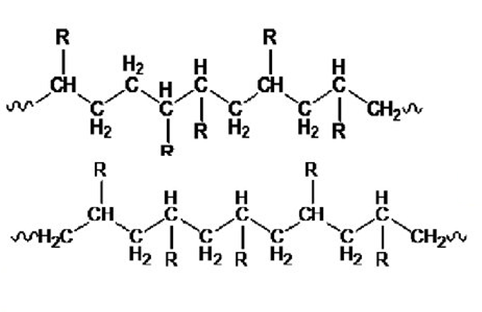 R R
H₂ H H H
CH C C C C C CH C C CH₂
H₂ R R H₂ H₂ R
R R
H H H
H₂C CH C C C C C CH C C CH₂
H₂ R H₂ R H₂ H₂ R